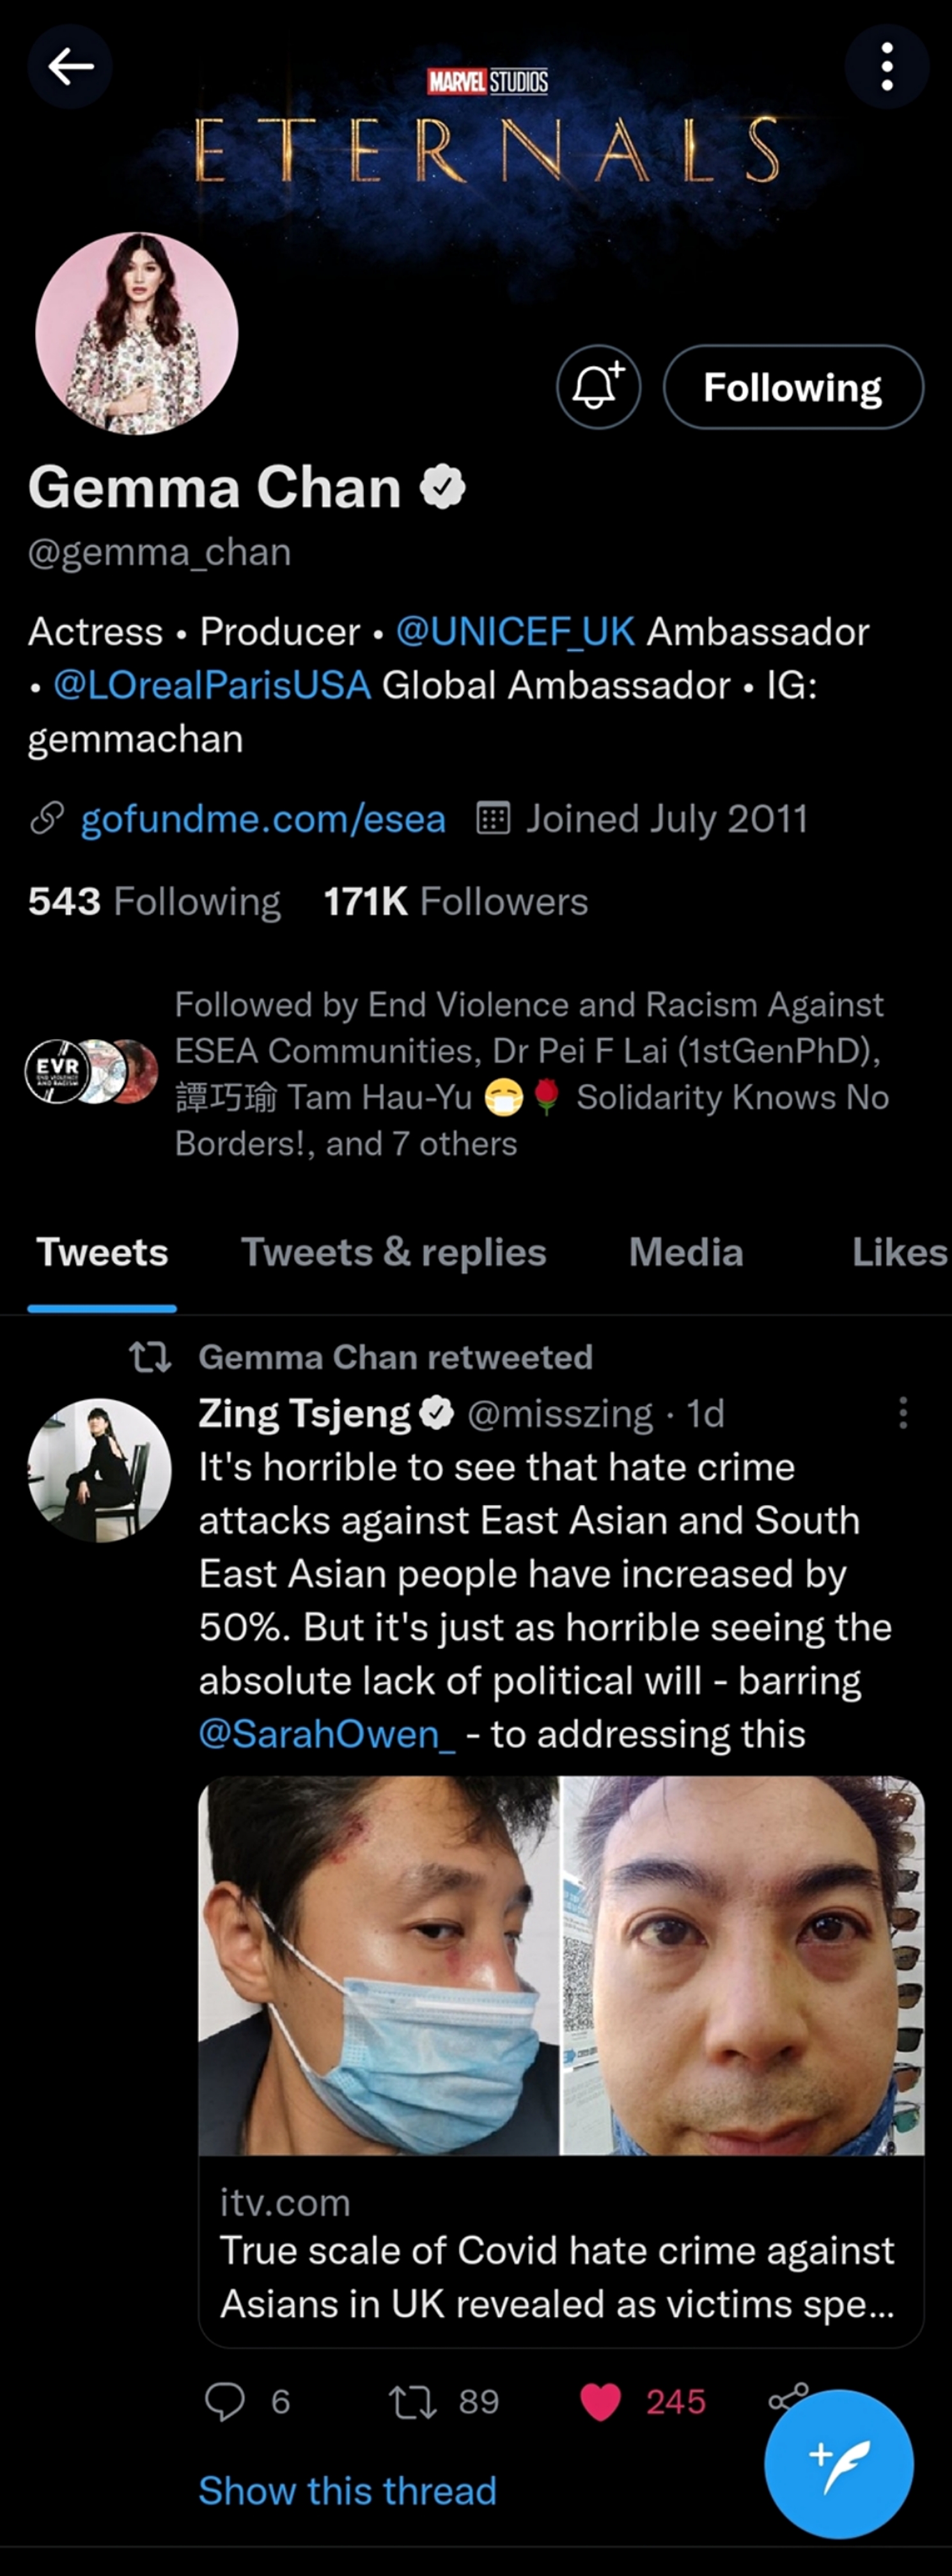 MARVEL STUDIOS
ETERNALS
Following
Gemma Chan
@gemma_chan
Actress • Producer • @UNICEF_UK Ambassador
• @LOrealParisUSA Global Ambassador • IG:
gemmachan
gofundme.com/esea Joined July 2011
543 Following 171K Followers
Followed by End Violence and Racism Against
ESEA Communities, Dr Pei F Lai (1stGenPhD),
EVR
END VIOLENCE
AND RACISM
譚巧瑜 Tam Hau-Yu 😷🌹 Solidarity Knows No
Borders!, and 7 others
Tweets Tweets & replies Media Likes
Gemma Chan retweeted
Zing Tsjeng @misszing · 1d
It's horrible to see that hate crime
attacks against East Asian and South
East Asian people have increased by
50%. But it's just as horrible seeing the
absolute lack of political will - barring
@SarahOwen_ - to addressing this
itv.com
True scale of Covid hate crime against
Asians in UK revealed as victims spe...
6 89 245
Show this thread